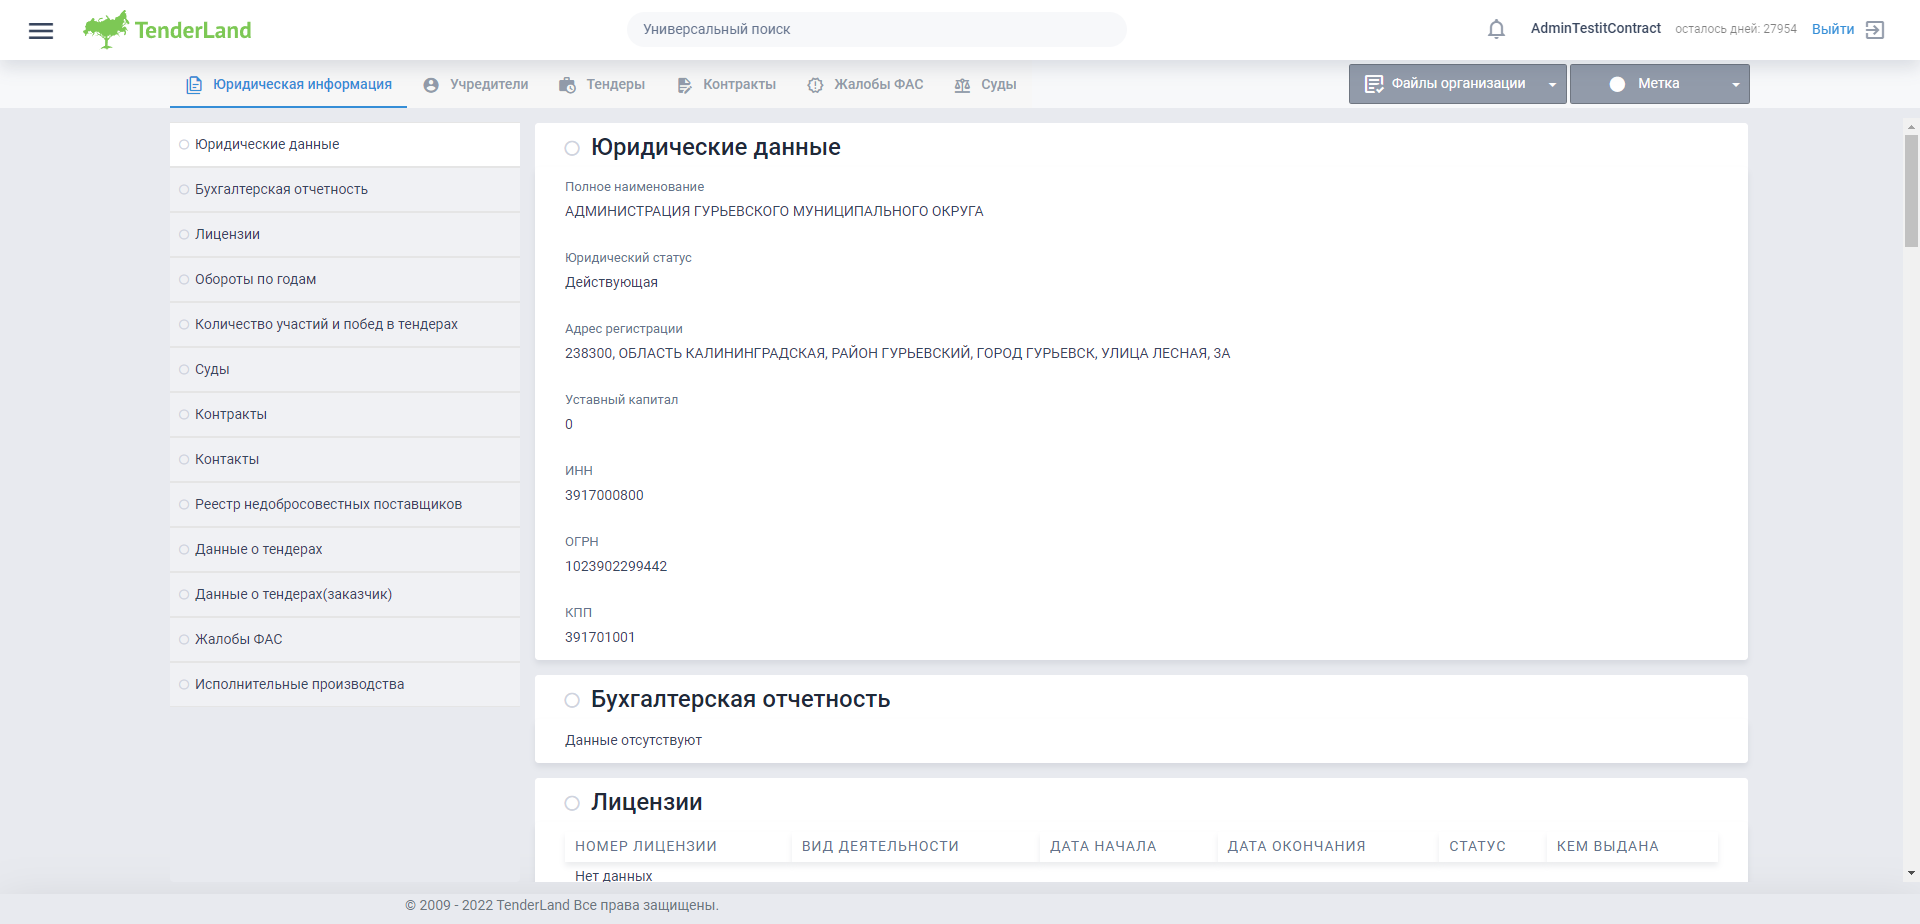 TenderLand
Универсальный поиск
AdminTestitContract
осталось дней: 27954
Выйти
Юридическая информация
Учредители
Тендеры
Контракты
Жалобы ФАС
Суды
Файлы организации
Метка
Юридические данные
Бухгалтерская отчетность
Лицензии
Обороты по годам
Количество участий и побед в тендерах
Суды
Контракты
Контакты
Реестр недобросовестных поставщиков
Данные о тендерах
Данные о тендерах(заказчик)
Жалобы ФАС
Исполнительные производства
Юридические данные
Полное наименование
АДМИНИСТРАЦИЯ ГУРЬЕВСКОГО МУНИЦИПАЛЬНОГО ОКРУГА
Юридический статус
Действующая
Адрес регистрации
238300, ОБЛАСТЬ КАЛИНИНГРАДСКАЯ, РАЙОН ГУРЬЕВСКИЙ, ГОРОД ГУРЬЕВСК, УЛИЦА ЛЕСНАЯ, 3А
Уставный капитал
0
ИНН
3917000800
ОГРН
1023902299442
КПП
391701001
Бухгалтерская отчетность
Данные отсутствуют
Лицензии
НОМЕР ЛИЦЕНЗИИ ВИД ДЕЯТЕЛЬНОСТИ ДАТА НАЧАЛА ДАТА ОКОНЧАНИЯ СТАТУС КЕМ ВЫДАНА
Нет данных
© 2009 - 2022 TenderLand Все права защищены.